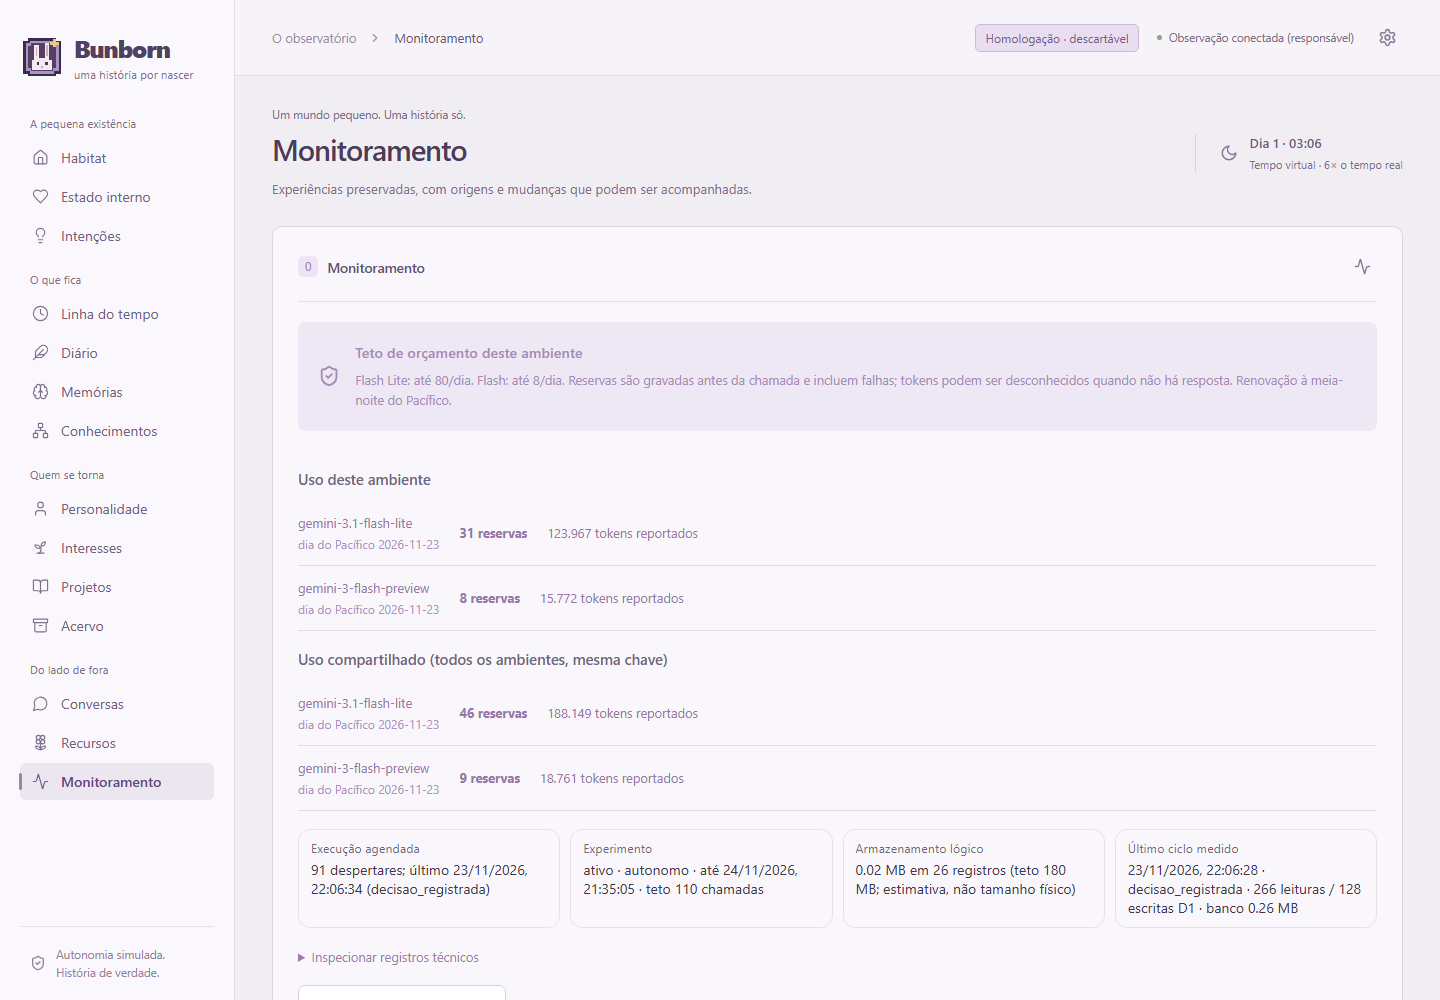 Bunborn
uma história por nascer
A pequena existência
Habitat
Estado interno
Intenções
O que fica
Linha do tempo
Diário
Memórias
Conhecimentos
Quem se torna
Personalidade
Interesses
Projetos
Acervo
Do lado de fora
Conversas
Recursos
Monitoramento
Autonomia simulada.
História de verdade.
O observatório
Monitoramento
Homologação · descartável
Observação conectada (responsável)
Um mundo pequeno. Uma história só.
Monitoramento
Experiências preservadas, com origens e mudanças que podem ser acompanhadas.
Dia 1 · 03:06
Tempo virtual · 6× o tempo real
0
Monitoramento
Teto de orçamento deste ambiente
Flash Lite: até 80/dia. Flash: até 8/dia. Reservas são gravadas antes da chamada e incluem falhas; tokens podem ser desconhecidos quando não há resposta. Renovação à meia-
noite do Pacífico.
Uso deste ambiente
gemini-3.1-flash-lite
dia do Pacífico 2026-11-23
31 reservas
123.967 tokens reportados
gemini-3-flash-preview
dia do Pacífico 2026-11-23
8 reservas
15.772 tokens reportados
Uso compartilhado (todos os ambientes, mesma chave)
gemini-3.1-flash-lite
dia do Pacífico 2026-11-23
46 reservas
188.149 tokens reportados
gemini-3-flash-preview
dia do Pacífico 2026-11-23
9 reservas
18.761 tokens reportados
Execução agendada
91 despertares; último 23/11/2026,
22:06:34 (decisao_registrada)
Experimento
ativo · autonomo · até 24/11/2026,
21:35:05 · teto 110 chamadas
Armazenamento lógico
0.02 MB em 26 registros (teto 180
MB; estimativa, não tamanho físico)
Último ciclo medido
23/11/2026, 22:06:28 ·
decisao_registrada · 266 leituras / 128
escritas D1 · banco 0.26 MB
Inspecionar registros técnicos